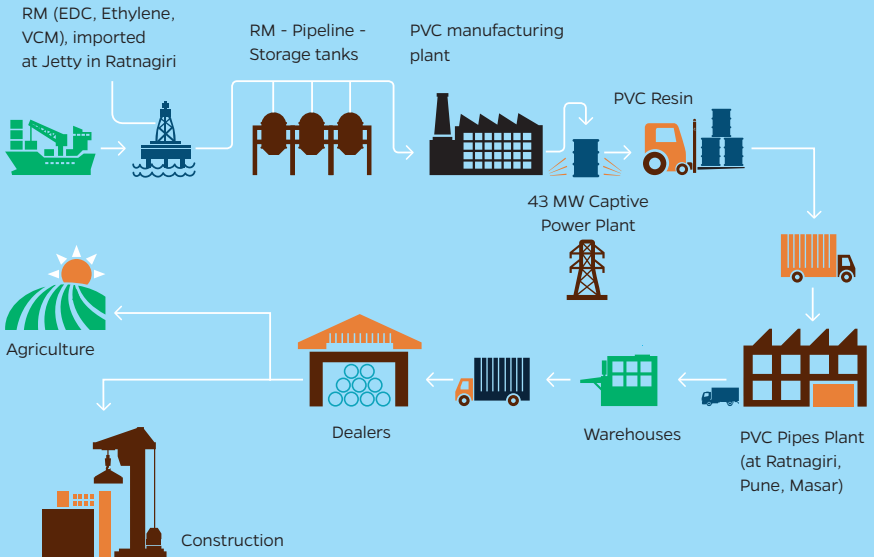 RM (EDC, Ethylene,
VCM), imported
at Jetty in Ratnagiri
RM - Pipeline -
Storage tanks
PVC manufacturing
plant
PVC Resin
43 MW Captive
Power Plant
Agriculture
Dealers
Warehouses
PVC Pipes Plant
(at Ratnagiri,
Pune, Masar)
Construction